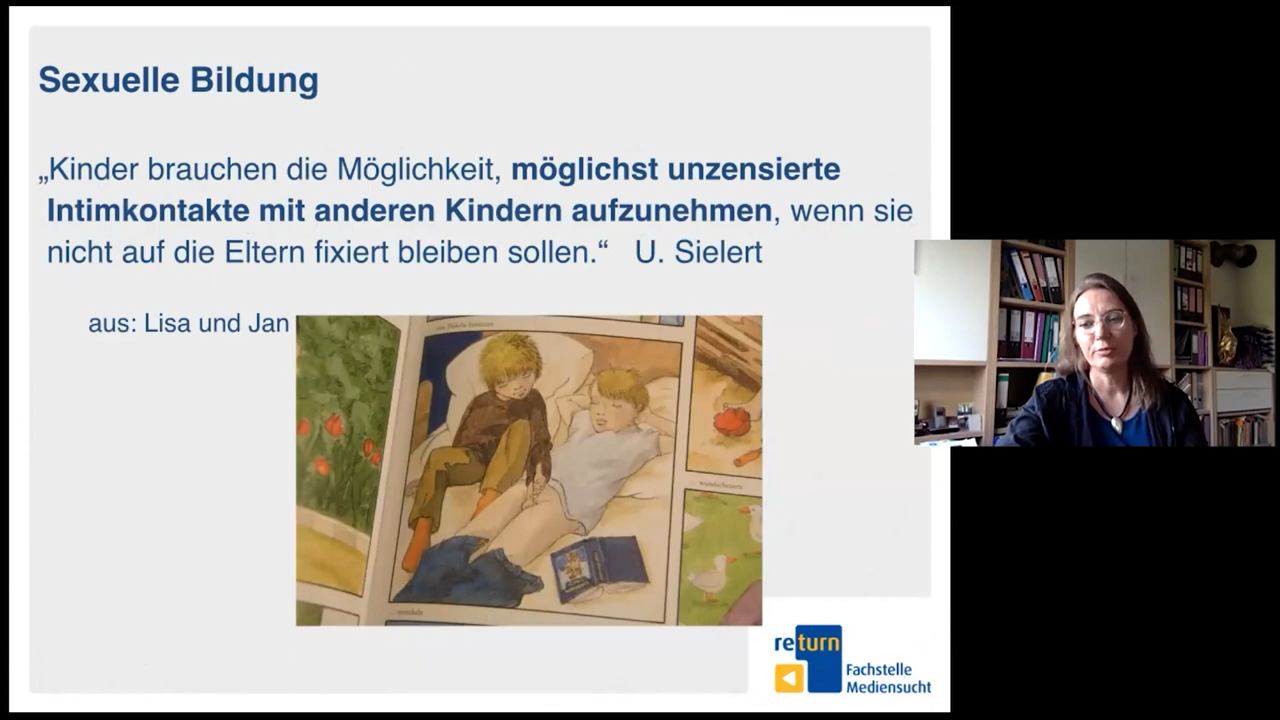 Sexuelle Bildung
„Kinder brauchen die Möglichkeit, möglichst unzensierte
Intimkontakte mit anderen Kindern aufzunehmen, wenn sie
nicht auf die Eltern fixiert bleiben sollen.“ U. Sielert
aus: Lisa und Jan
return
Fachstelle
Mediensucht